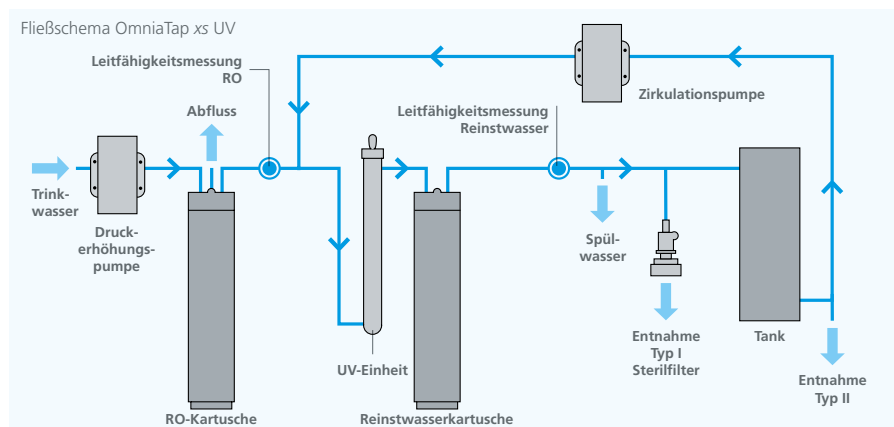 Fließschema OmniaTap xs UV
Leitfähigkeitsmessung
RO
Abfluss
Zirkulationspumpe
Leitfähigkeitsmessung
Reinstwasser
Trink-
wasser
Druck-
erhöhungs-
pumpe
Spül-
wasser
Entnahme
Typ I
Sterilfilter
Tank
Entnahme
Typ II
UV-Einheit
RO-Kartusche
Reinstwasserkartusche